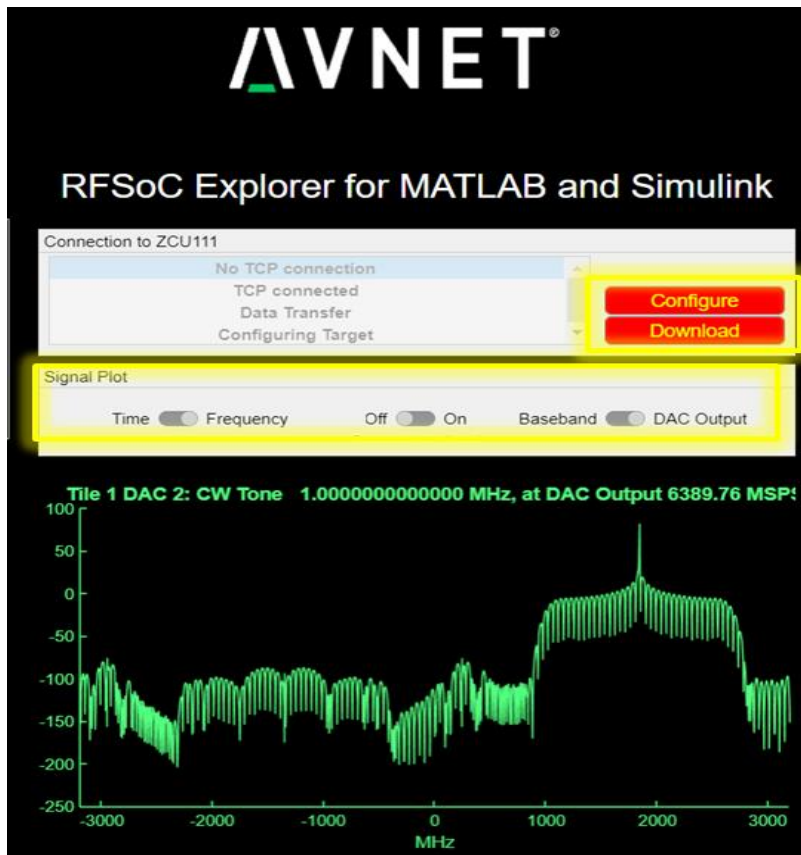 AVNET®
RFSoC Explorer for MATLAB and Simulink
Connection to ZCU111
No TCP connection
TCP connected
Data Transfer
Configuring Target
Configure
Download
Signal Plot
Time Frequency Off On Baseband DAC Output
Tile 1 DAC 2: CW Tone 1.0000000000000 MHz, at DAC Output 6389.76 MSPS
100
50
0
-50
-100
-150
-200
-250
-3000 -2000 -1000 0 1000 2000 3000
MHz